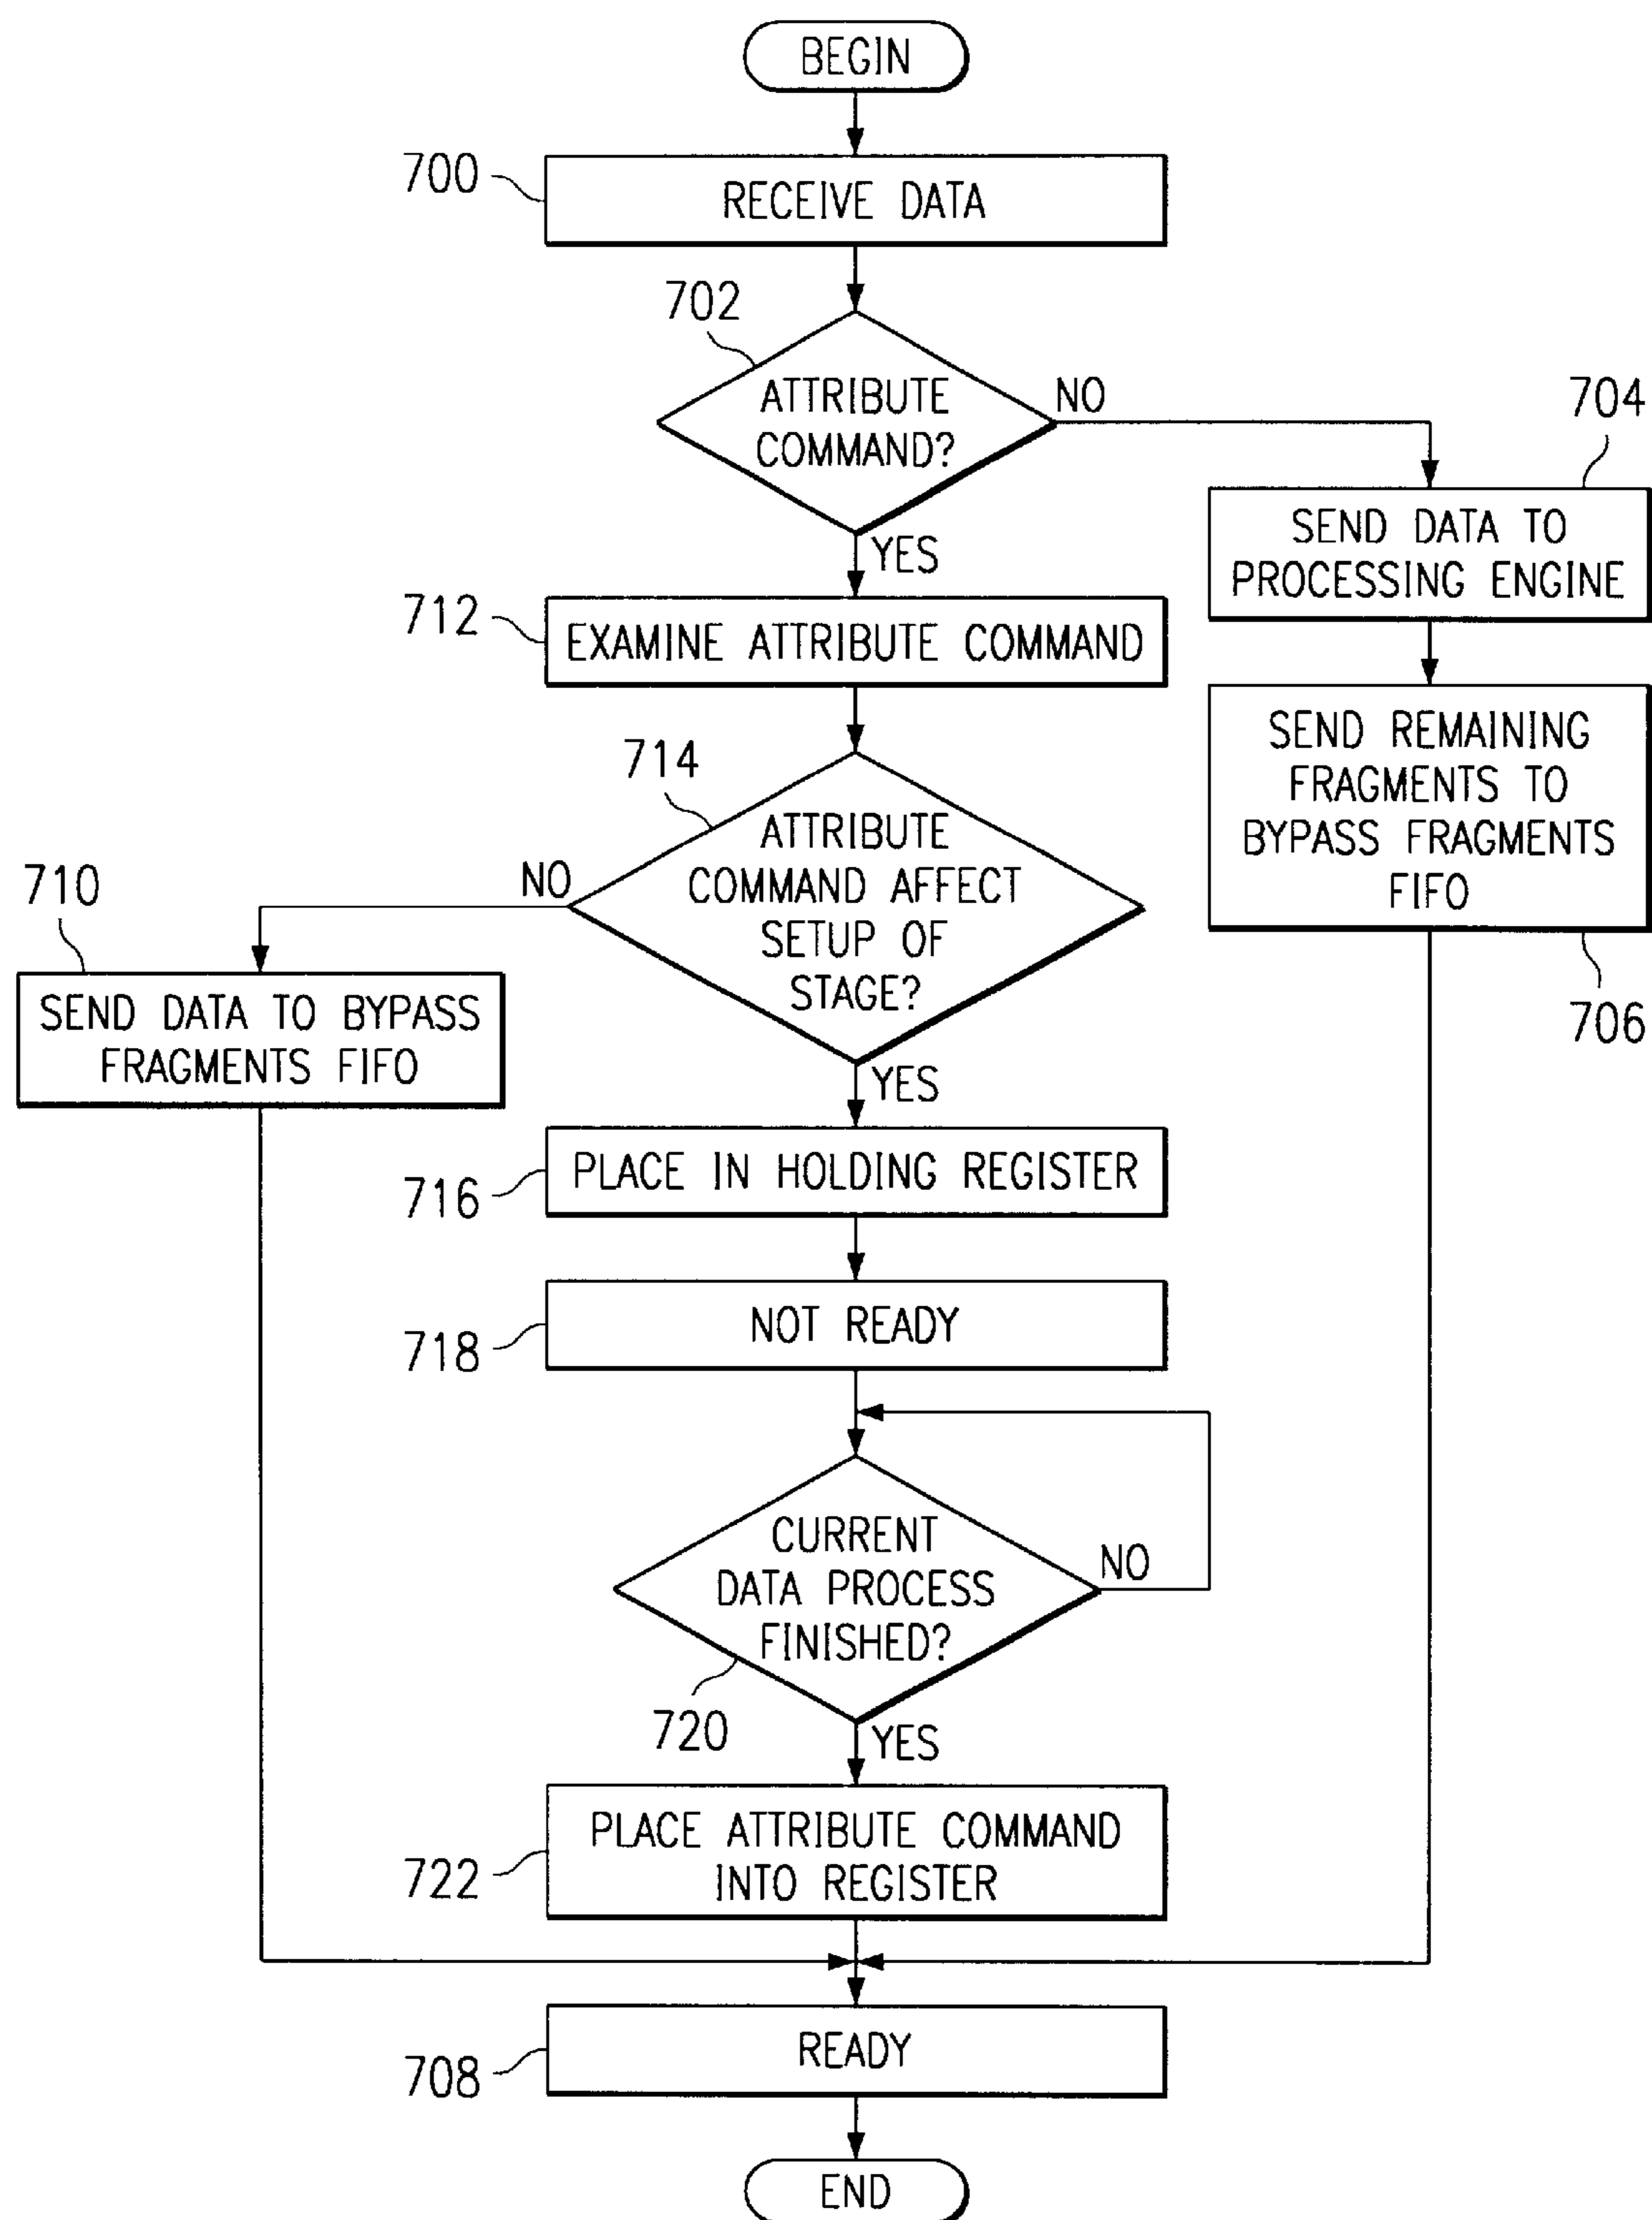 BEGIN
700
RECEIVE DATA
702
ATTRIBUTE
COMMAND?
NO
704
SEND DATA TO
PROCESSING ENGINE
YES
712
EXAMINE ATTRIBUTE COMMAND
SEND REMAINING
FRAGMENTS TO
BYPASS FRAGMENTS
FIFO
706
714
ATTRIBUTE
COMMAND AFFECT
SETUP OF
STAGE?
NO
710
SEND DATA TO BYPASS
FRAGMENTS FIFO
YES
PLACE IN HOLDING REGISTER
716
NOT READY
718
CURRENT
DATA PROCESS
FINISHED?
NO
720
YES
PLACE ATTRIBUTE COMMAND
INTO REGISTER
722
READY
708
END